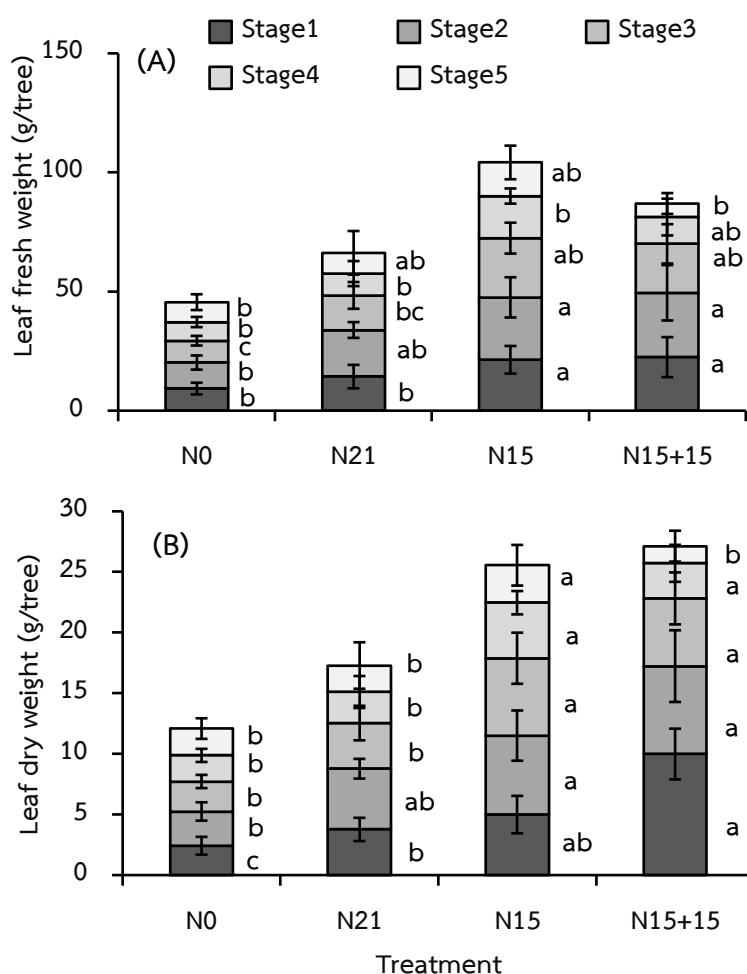 Stage1 Stage2 Stage3
Stage4 Stage5
(A)
Leaf fresh weight (g/tree)
150
100
50
0
b
b
c
b
b
ab
b
bc
ab
b
ab
b
ab
a
a
b
ab
ab
a
a
N0 N21 N15 N15+15
(B)
Leaf dry weight (g/tree)
30
25
20
15
10
5
0
b
b
b
b
c
b
b
b
ab
b
a
a
a
a
ab
b
a
a
a
a
N0 N21 N15 N15+15
Treatment